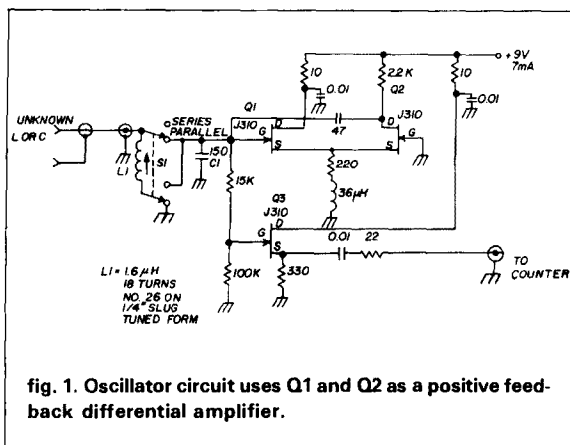 +9V
7mA
10
0.01
2.2K
Q2
10
0.01
UNKNOWN
L OR C
SERIES
PARALLEL
Q1
J310
D
G
S
47
D
J310
G
S
L1
S1
150
C1
15K
220
36µH
Q3
J310
D
G
S
0.01
22
TO
COUNTER
100K
330
L1 = 1.6µH
18 TURNS
NO. 26 ON
1/4" SLUG
TUNED FORM
fig. 1. Oscillator circuit uses Q1 and Q2 as a positive feed-
back differential amplifier.